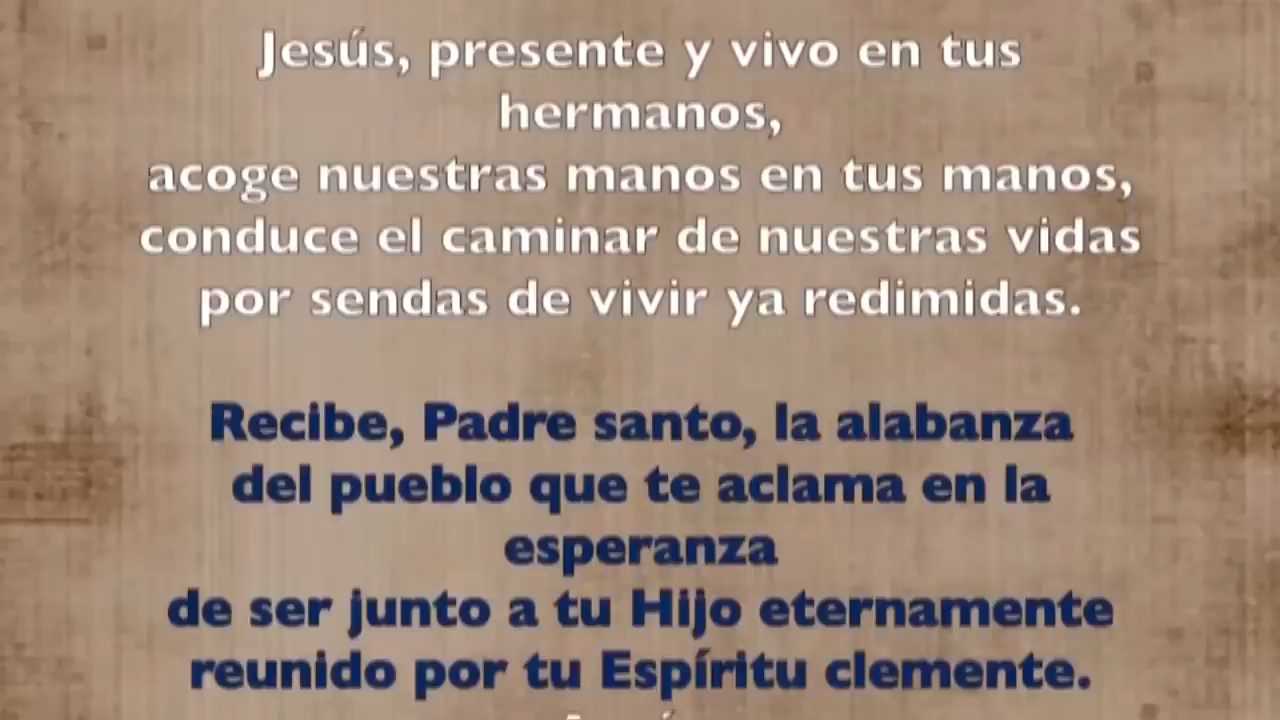 Jesús, presente y vivo en tus
hermanos,
acoge nuestras manos en tus manos,
conduce el caminar de nuestras vidas
por sendas de vivir ya redimidas.
Recibe, Padre santo, la alabanza
del pueblo que te aclama en la
esperanza
de ser junto a tu Hijo eternamente
reunido por tu Espíritu clemente.